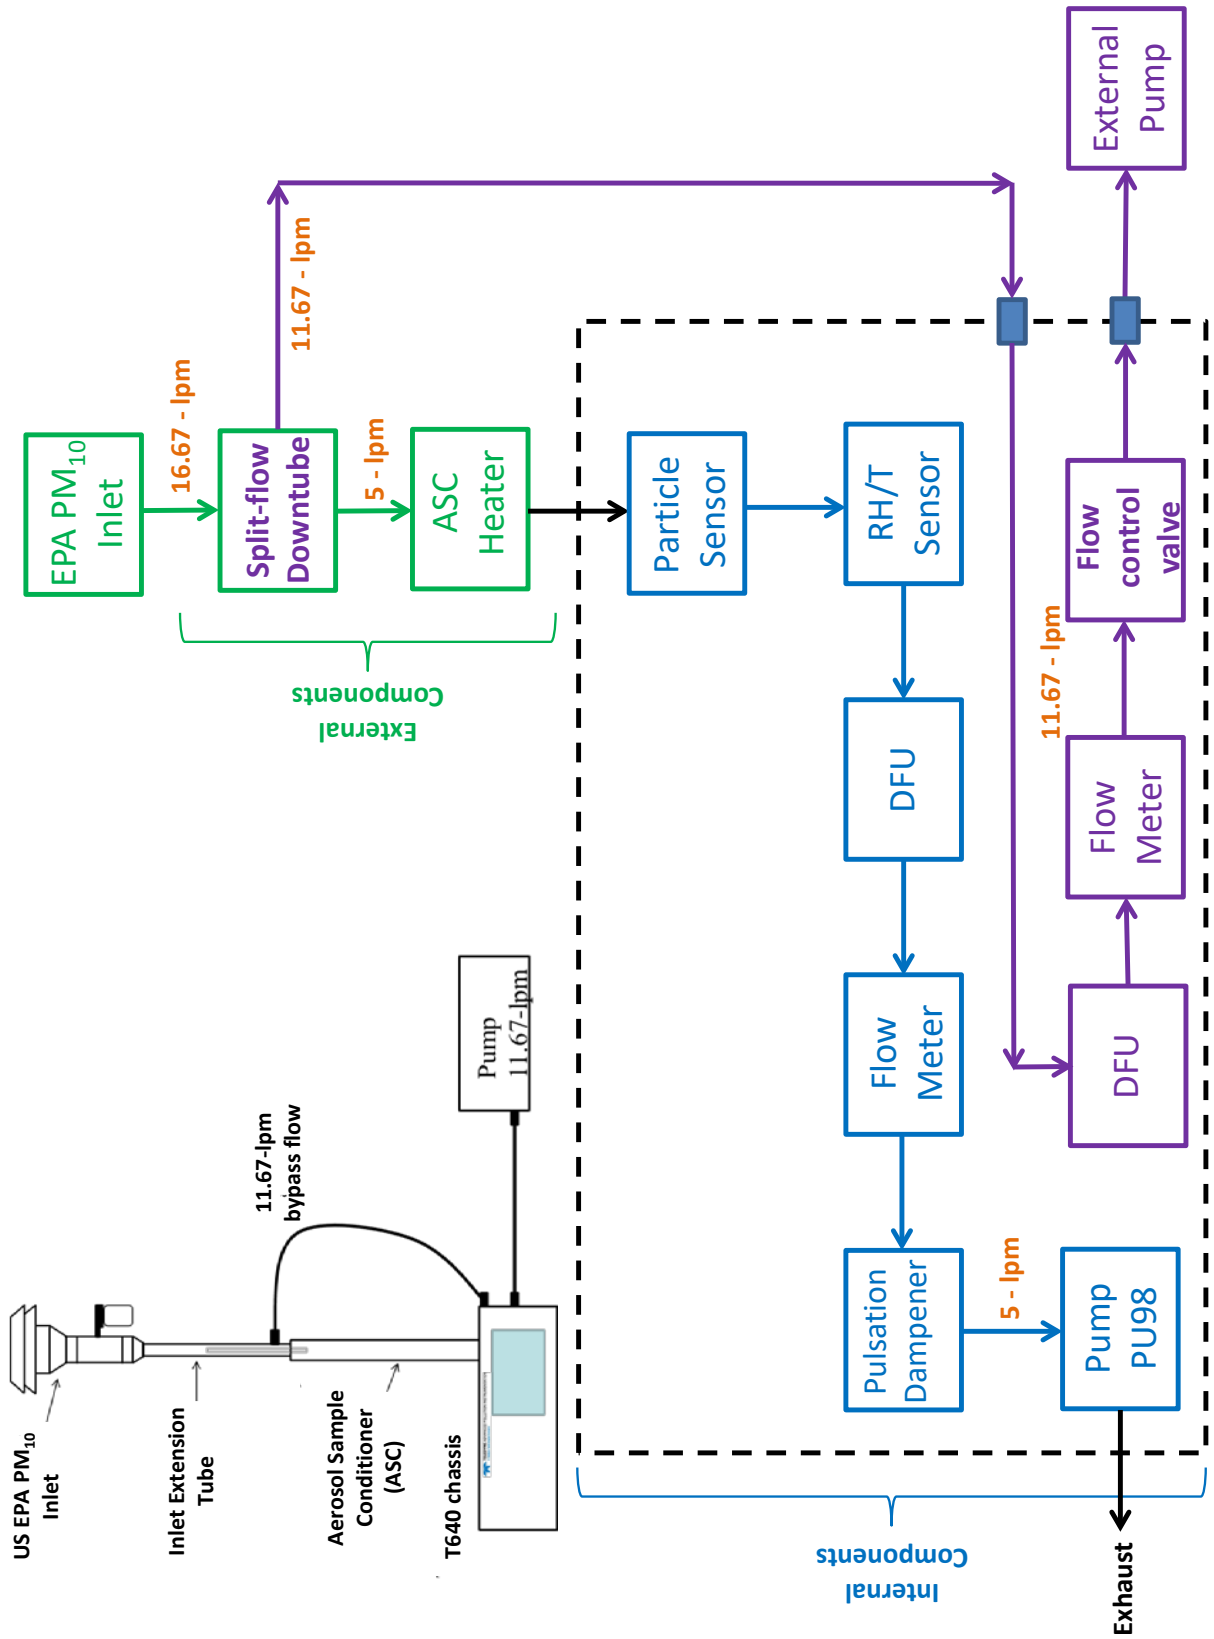 US EPA PM₁₀
Inlet
Inlet Extension
Tube
Aerosol Sample
Conditioner
(ASC)
T640 chassis
11.67-lpm
bypass flow
Pump
11.67-lpm
EPA PM₁₀
Inlet
16.67 - lpm
Split-flow
Downtube
11.67 - lpm
5 - lpm
ASC
Heater
External
Components
Particle
Sensor
RH/T
Sensor
DFU
Flow
Meter
Pulsation
Dampener
5 - lpm
Pump
PU98
Exhaust
Internal
Components
DFU
Flow
Meter
11.67 - lpm
Flow
control
valve
External
Pump